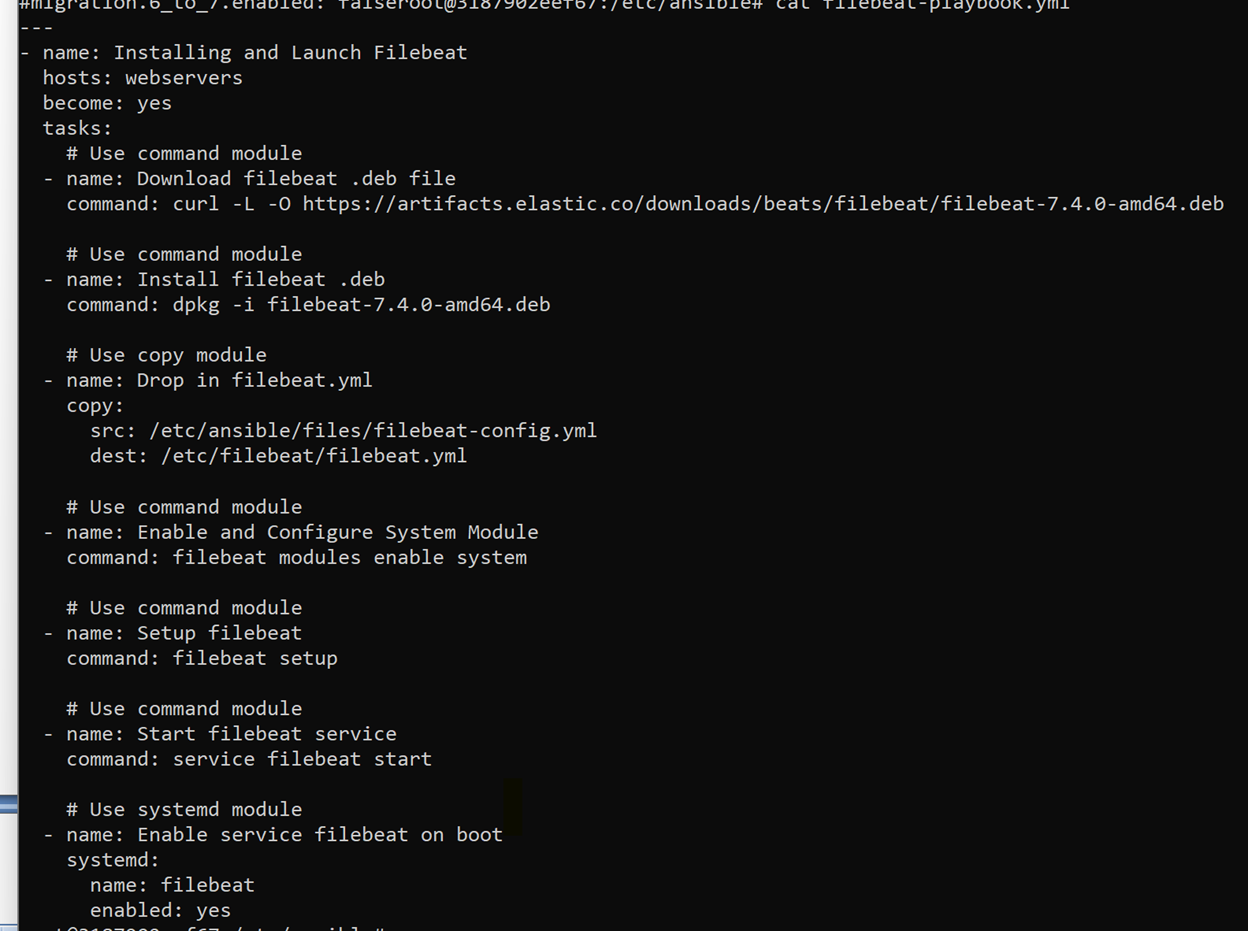 #migration.6_to_7.enabled: falseroot@3187902eef67:/etc/ansible# cat filebeat-playbook.yml
---
- name: Installing and Launch Filebeat
  hosts: webservers
  become: yes
  tasks:
    # Use command module
  - name: Download filebeat .deb file
    command: curl -L -O https://artifacts.elastic.co/downloads/beats/filebeat/filebeat-7.4.0-amd64.deb

    # Use command module
  - name: Install filebeat .deb
    command: dpkg -i filebeat-7.4.0-amd64.deb

    # Use copy module
  - name: Drop in filebeat.yml
    copy:
      src: /etc/ansible/files/filebeat-config.yml
      dest: /etc/filebeat/filebeat.yml

    # Use command module
  - name: Enable and Configure System Module
    command: filebeat modules enable system

    # Use command module
  - name: Setup filebeat
    command: filebeat setup

    # Use command module
  - name: Start filebeat service
    command: service filebeat start

    # Use systemd module
  - name: Enable service filebeat on boot
    systemd:
      name: filebeat
      enabled: yes